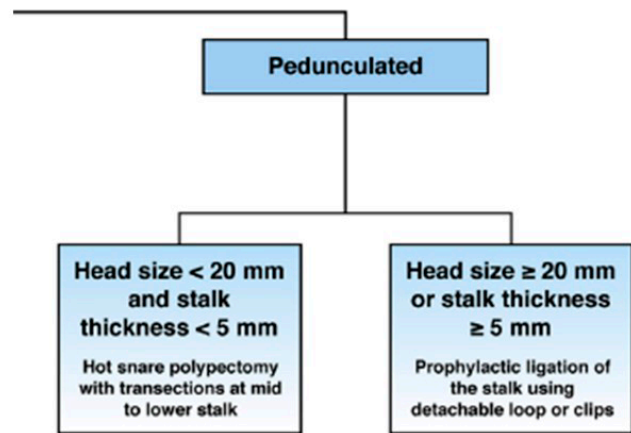 Pedunculated
Head size < 20 mm
and stalk
thickness < 5 mm
Hot snare polypectomy
with transections at mid
to lower stalk
Head size ≥ 20 mm
or stalk thickness
≥ 5 mm
Prophylactic ligation of
the stalk using
detachable loop or clips